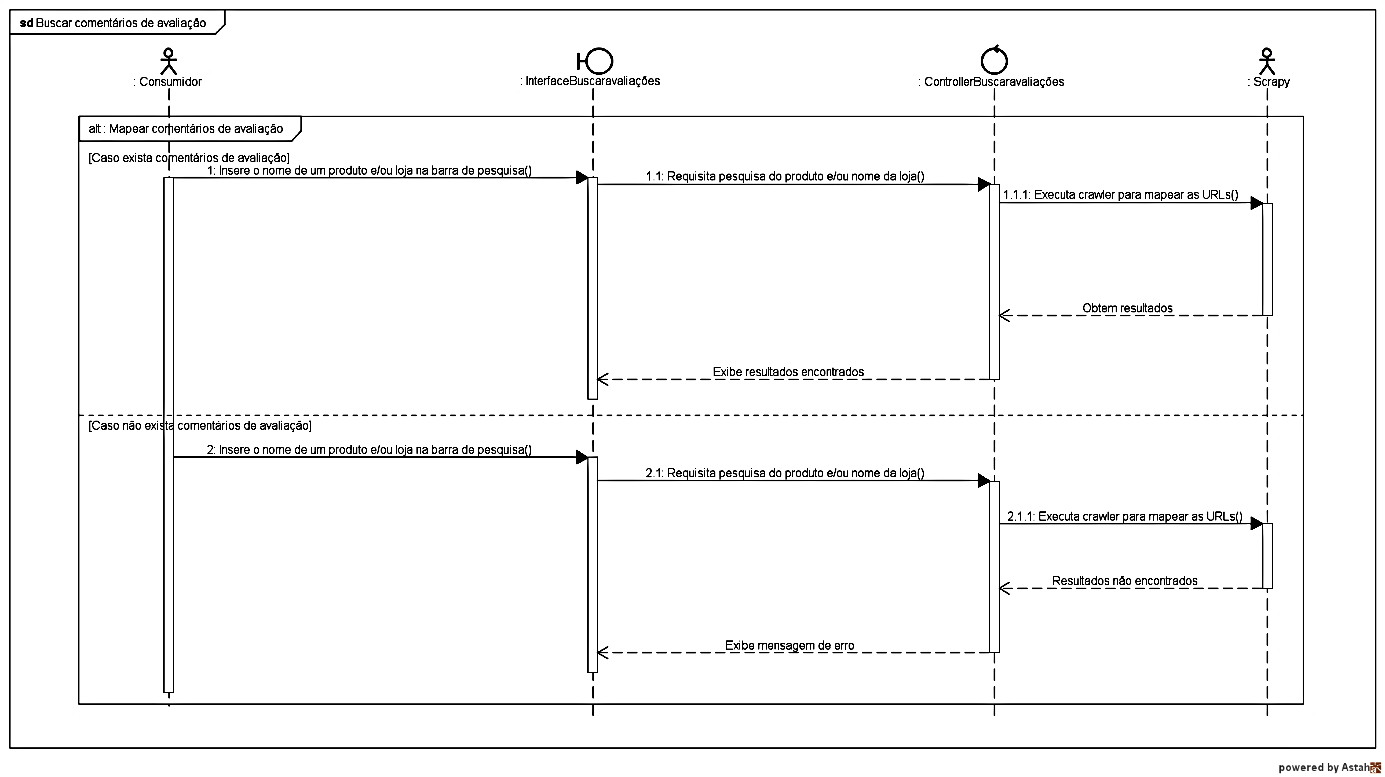 sd Buscar comentários de avaliação
: Consumidor
: InterfaceBuscaravaliações
: ControllerBuscaravaliações
: Scrapy
alt : Mapear comentários de avaliação
[Caso exista comentários de avaliação]
1: Insere o nome de um produto e/ou loja na barra de pesquisa()
1.1: Requisita pesquisa do produto e/ou nome da loja()
1.1.1: Executa crawler para mapear as URLs()
Obtem resultados
Exibe resultados encontrados
[Caso não exista comentários de avaliação]
2: Insere o nome de um produto e/ou loja na barra de pesquisa()
2.1: Requisita pesquisa do produto e/ou nome da loja()
2.1.1: Executa crawler para mapear as URLs()
Resultados não encontrados
Exibe mensagem de erro
powered by Astah